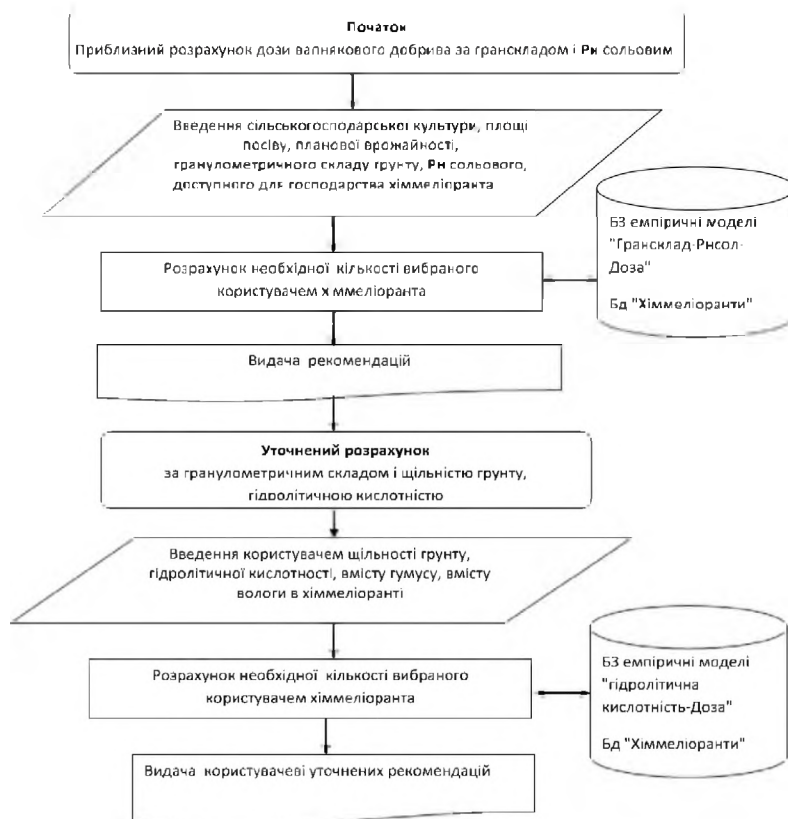 Початок
Приблизний розрахунок дози вапнякового добрива за транскладом і Рн сольовим
Введення сільськогосподарської культури, площі
посіву, планової врожайності,
гранулометричного складу грунту, Рн сольового,
доступного для господарства хіммеліоранта
БЗ емпіричні моделі
"Грансклад-Рнсол-
Доза"
Бд "Хіммеліоранти"
Розрахунок необхідної кількості вибраного
користувачем х іммеліоранта
Видача рекомендацій
Уточнений розрахунок
за гранулометричним складом і щільністю грунту,
гідролітичною кислотністю
Введення користувачем щільності грунту,
гідролітичної кислотності, вмісту гумусу, вмісту
вологи в хіммеліоранті
БЗ емпіричні моделі
"гідролітична
кислотність-Доза"
Бд "Хіммеліоранти"
Розрахунок необхідної кількості вибраного
користувачем хіммеліоранта
Видача користувачеві уточнених рекомендацій